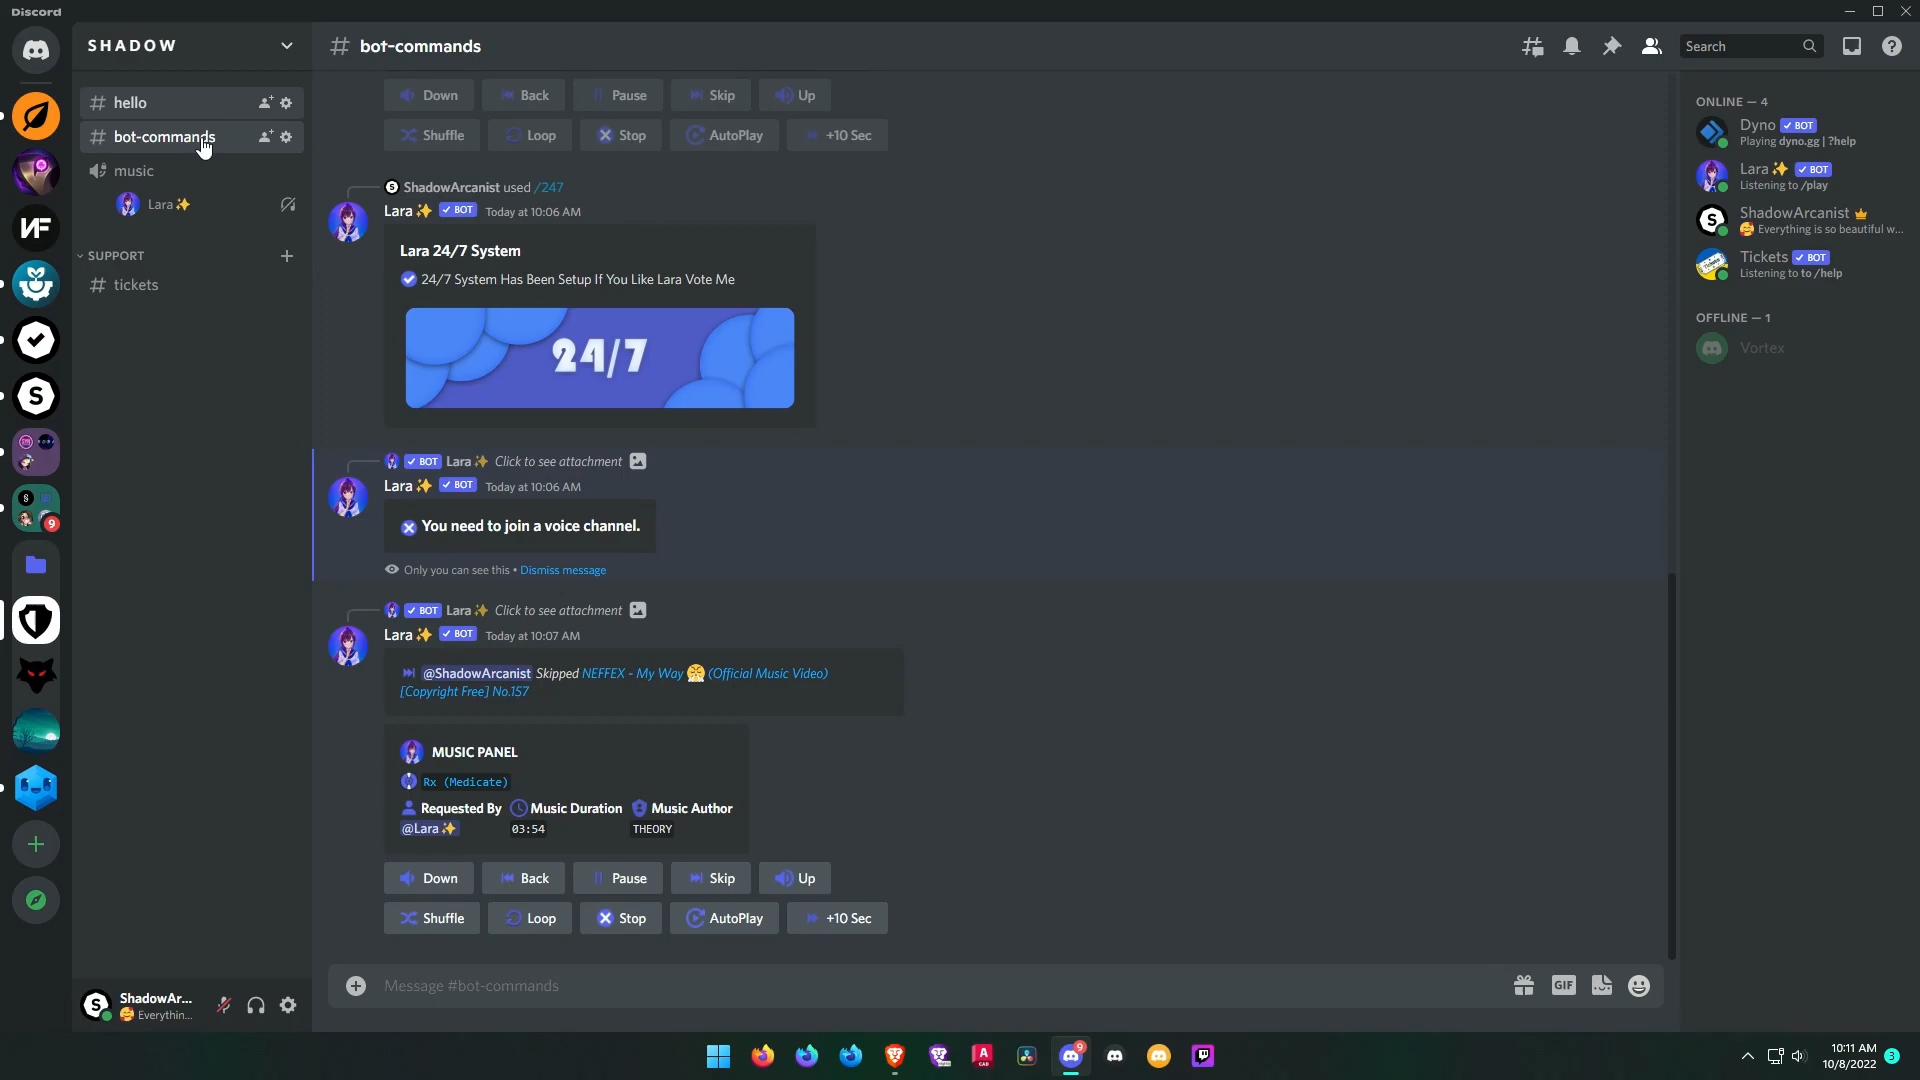 Discord
SHADOW
hello
bot-commands
music
Lara✨
SUPPORT
tickets
ShadowAr...
🥰 Everythin...
bot-commands
Search
Down Back Pause Skip Up
Shuffle Loop Stop AutoPlay +10 Sec
ShadowArcanist used /247
Lara✨ BOT Today at 10:06 AM
Lara 24/7 System
24/7 System Has Been Setup If You Like Lara Vote Me
24/7
BOT Lara✨ Click to see attachment
Lara✨ BOT Today at 10:06 AM
You need to join a voice channel.
Only you can see this • Dismiss message
BOT Lara✨ Click to see attachment
Lara✨ BOT Today at 10:07 AM
@ShadowArcanist Skipped NEFFEX - My Way 😤 (Official Music Video)
[Copyright Free] No.157
MUSIC PANEL
Rx (Medicate)
Requested By Music Duration Music Author
@Lara✨ 03:54 THEORY
Down Back Pause Skip Up
Shuffle Loop Stop AutoPlay +10 Sec
Message #bot-commands
GIF
ONLINE — 4
Dyno BOT
Playing dyno.gg | ?help
Lara✨ BOT
Listening to /play
ShadowArcanist
🥰 Everything is so beautiful w...
Tickets BOT
Listening to to /help
OFFLINE — 1
Vortex
NF
S
9
S
9
10:11 AM
10/8/2022
3